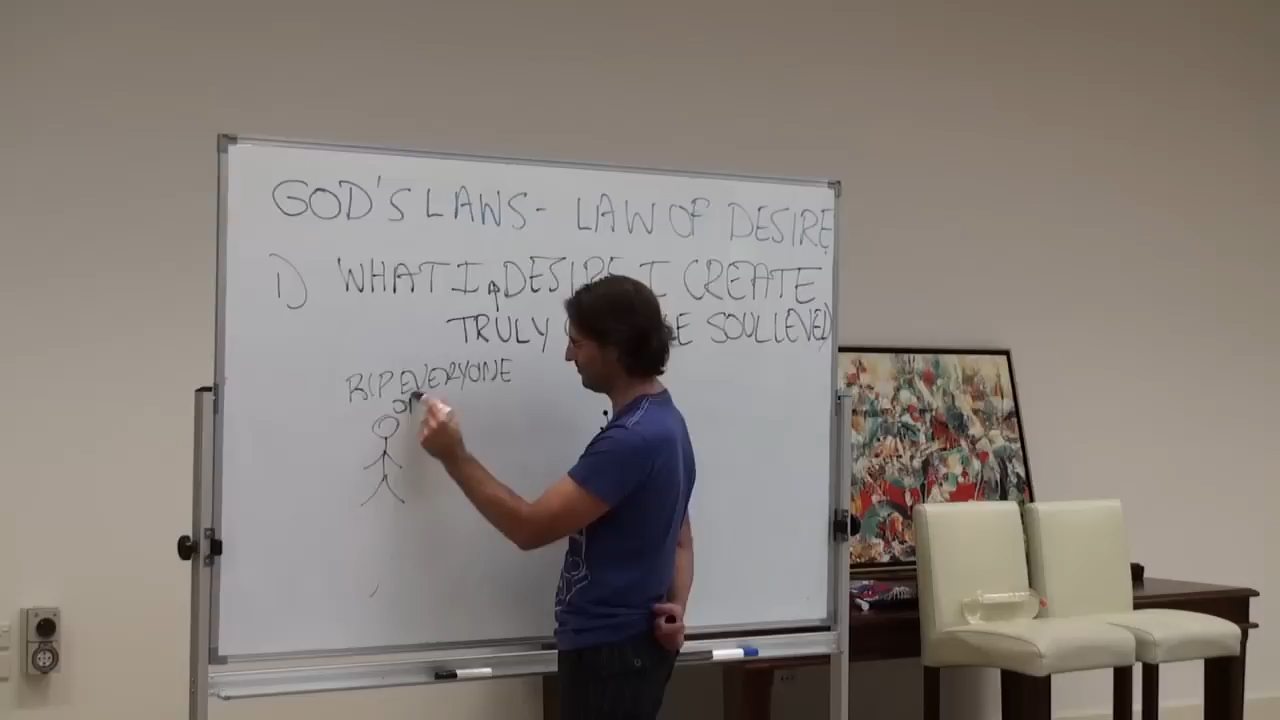 GOD'S LAWS - LAW OF DESIRE
1) WHAT I DESIRE I CREATE
TRULY SOUL LEVEL)
RIP EVERYONE